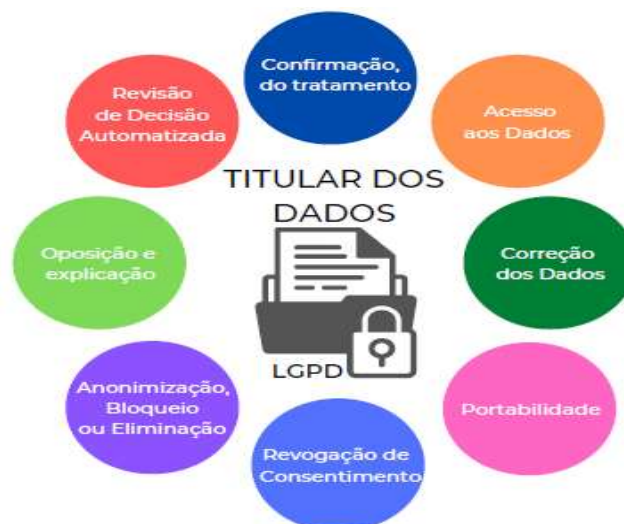 Confirmação,
do tratamento
Acesso
aos Dados
Correção
dos Dados
Portabilidade
Revogação de
Consentimento
Anonimização,
Bloqueio
ou Eliminação
Oposição e
explicação
Revisão
de Decisão
Automatizada
TITULAR DOS
DADOS
LGPD